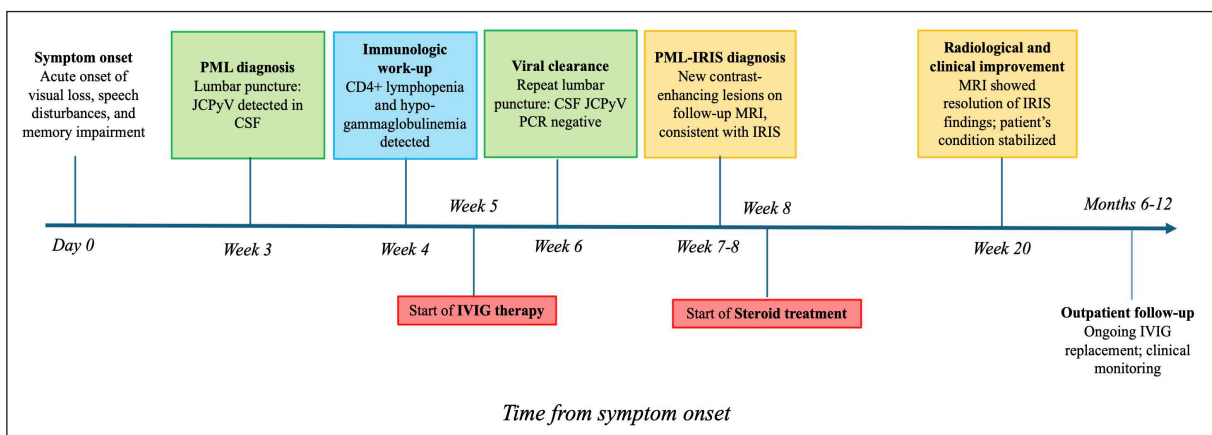 Symptom onset
Acute onset of
visual loss, speech
disturbances, and
memory impairment
PML diagnosis
Lumbar puncture:
JCPyV detected in
CSF
Immunologic
work-up
CD4+ lymphopenia
and hypo-
gammaglobulinemia
detected
Viral clearance
Repeat lumbar
puncture: CSF JCPyV
PCR negative
PML-IRIS diagnosis
New contrast-
enhancing lesions on
follow-up MRI,
consistent with IRIS
Radiological and
clinical improvement
MRI showed
resolution of IRIS
findings; patient’s
condition stabilized
Week 5
Week 8
Months 6-12
Day 0
Week 3
Week 4
Week 6
Week 7-8
Week 20
Start of IVIG therapy
Start of Steroid treatment
Outpatient follow-up
Ongoing IVIG
replacement; clinical
monitoring
Time from symptom onset